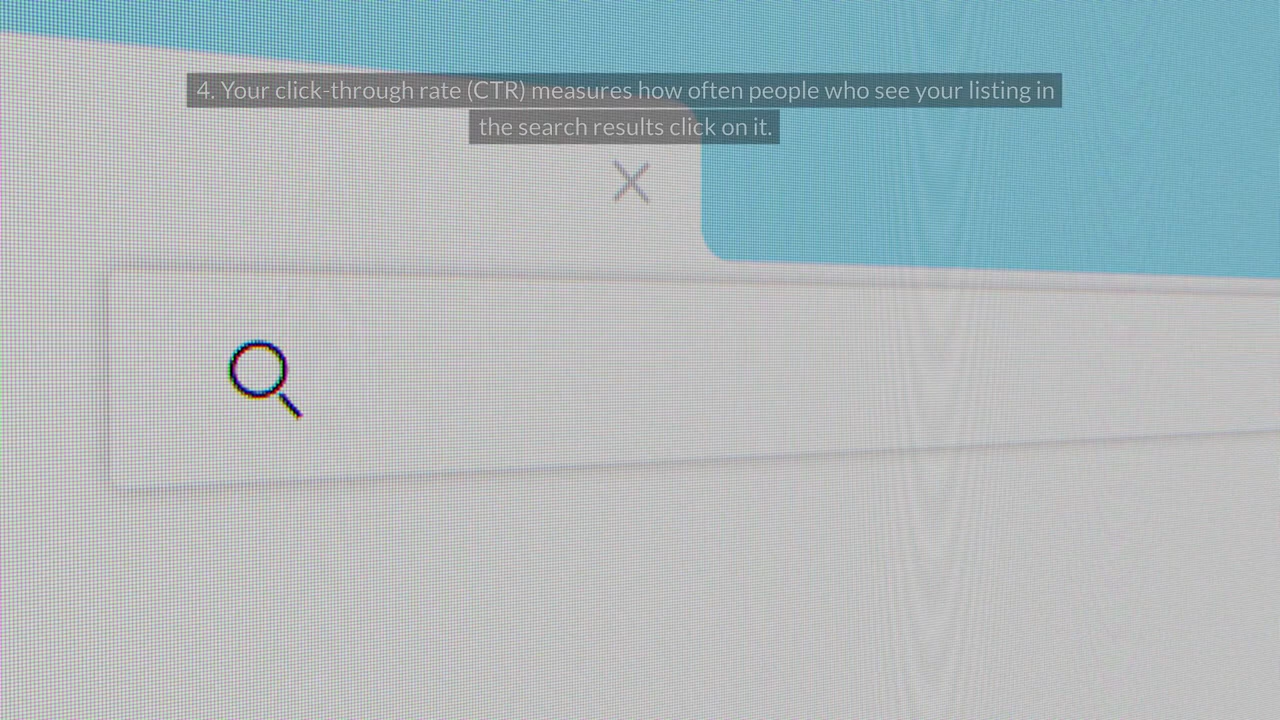 4. Your click-through rate (CTR) measures how often people who see your listing in
the search results click on it.